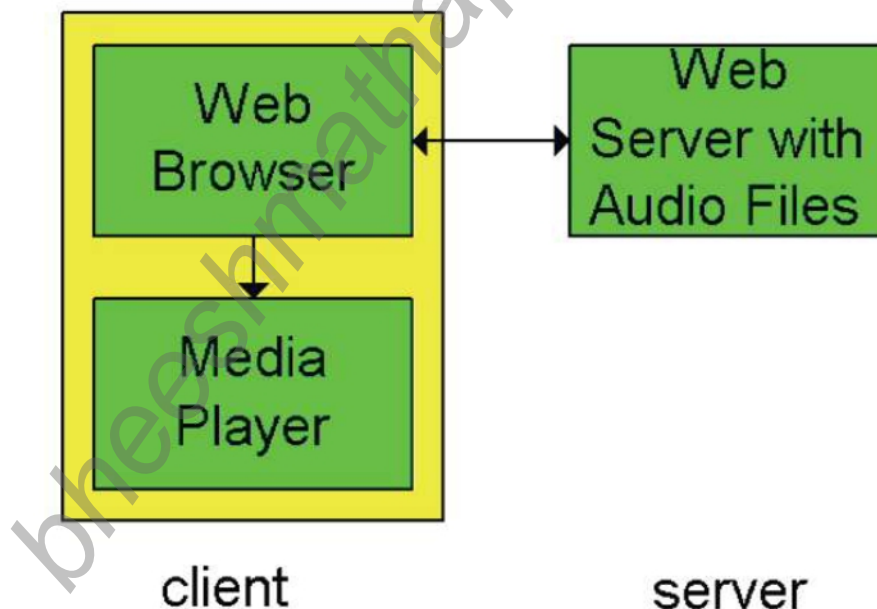 Web
Browser
Media
Player
client
Web
Server with
Audio Files
server